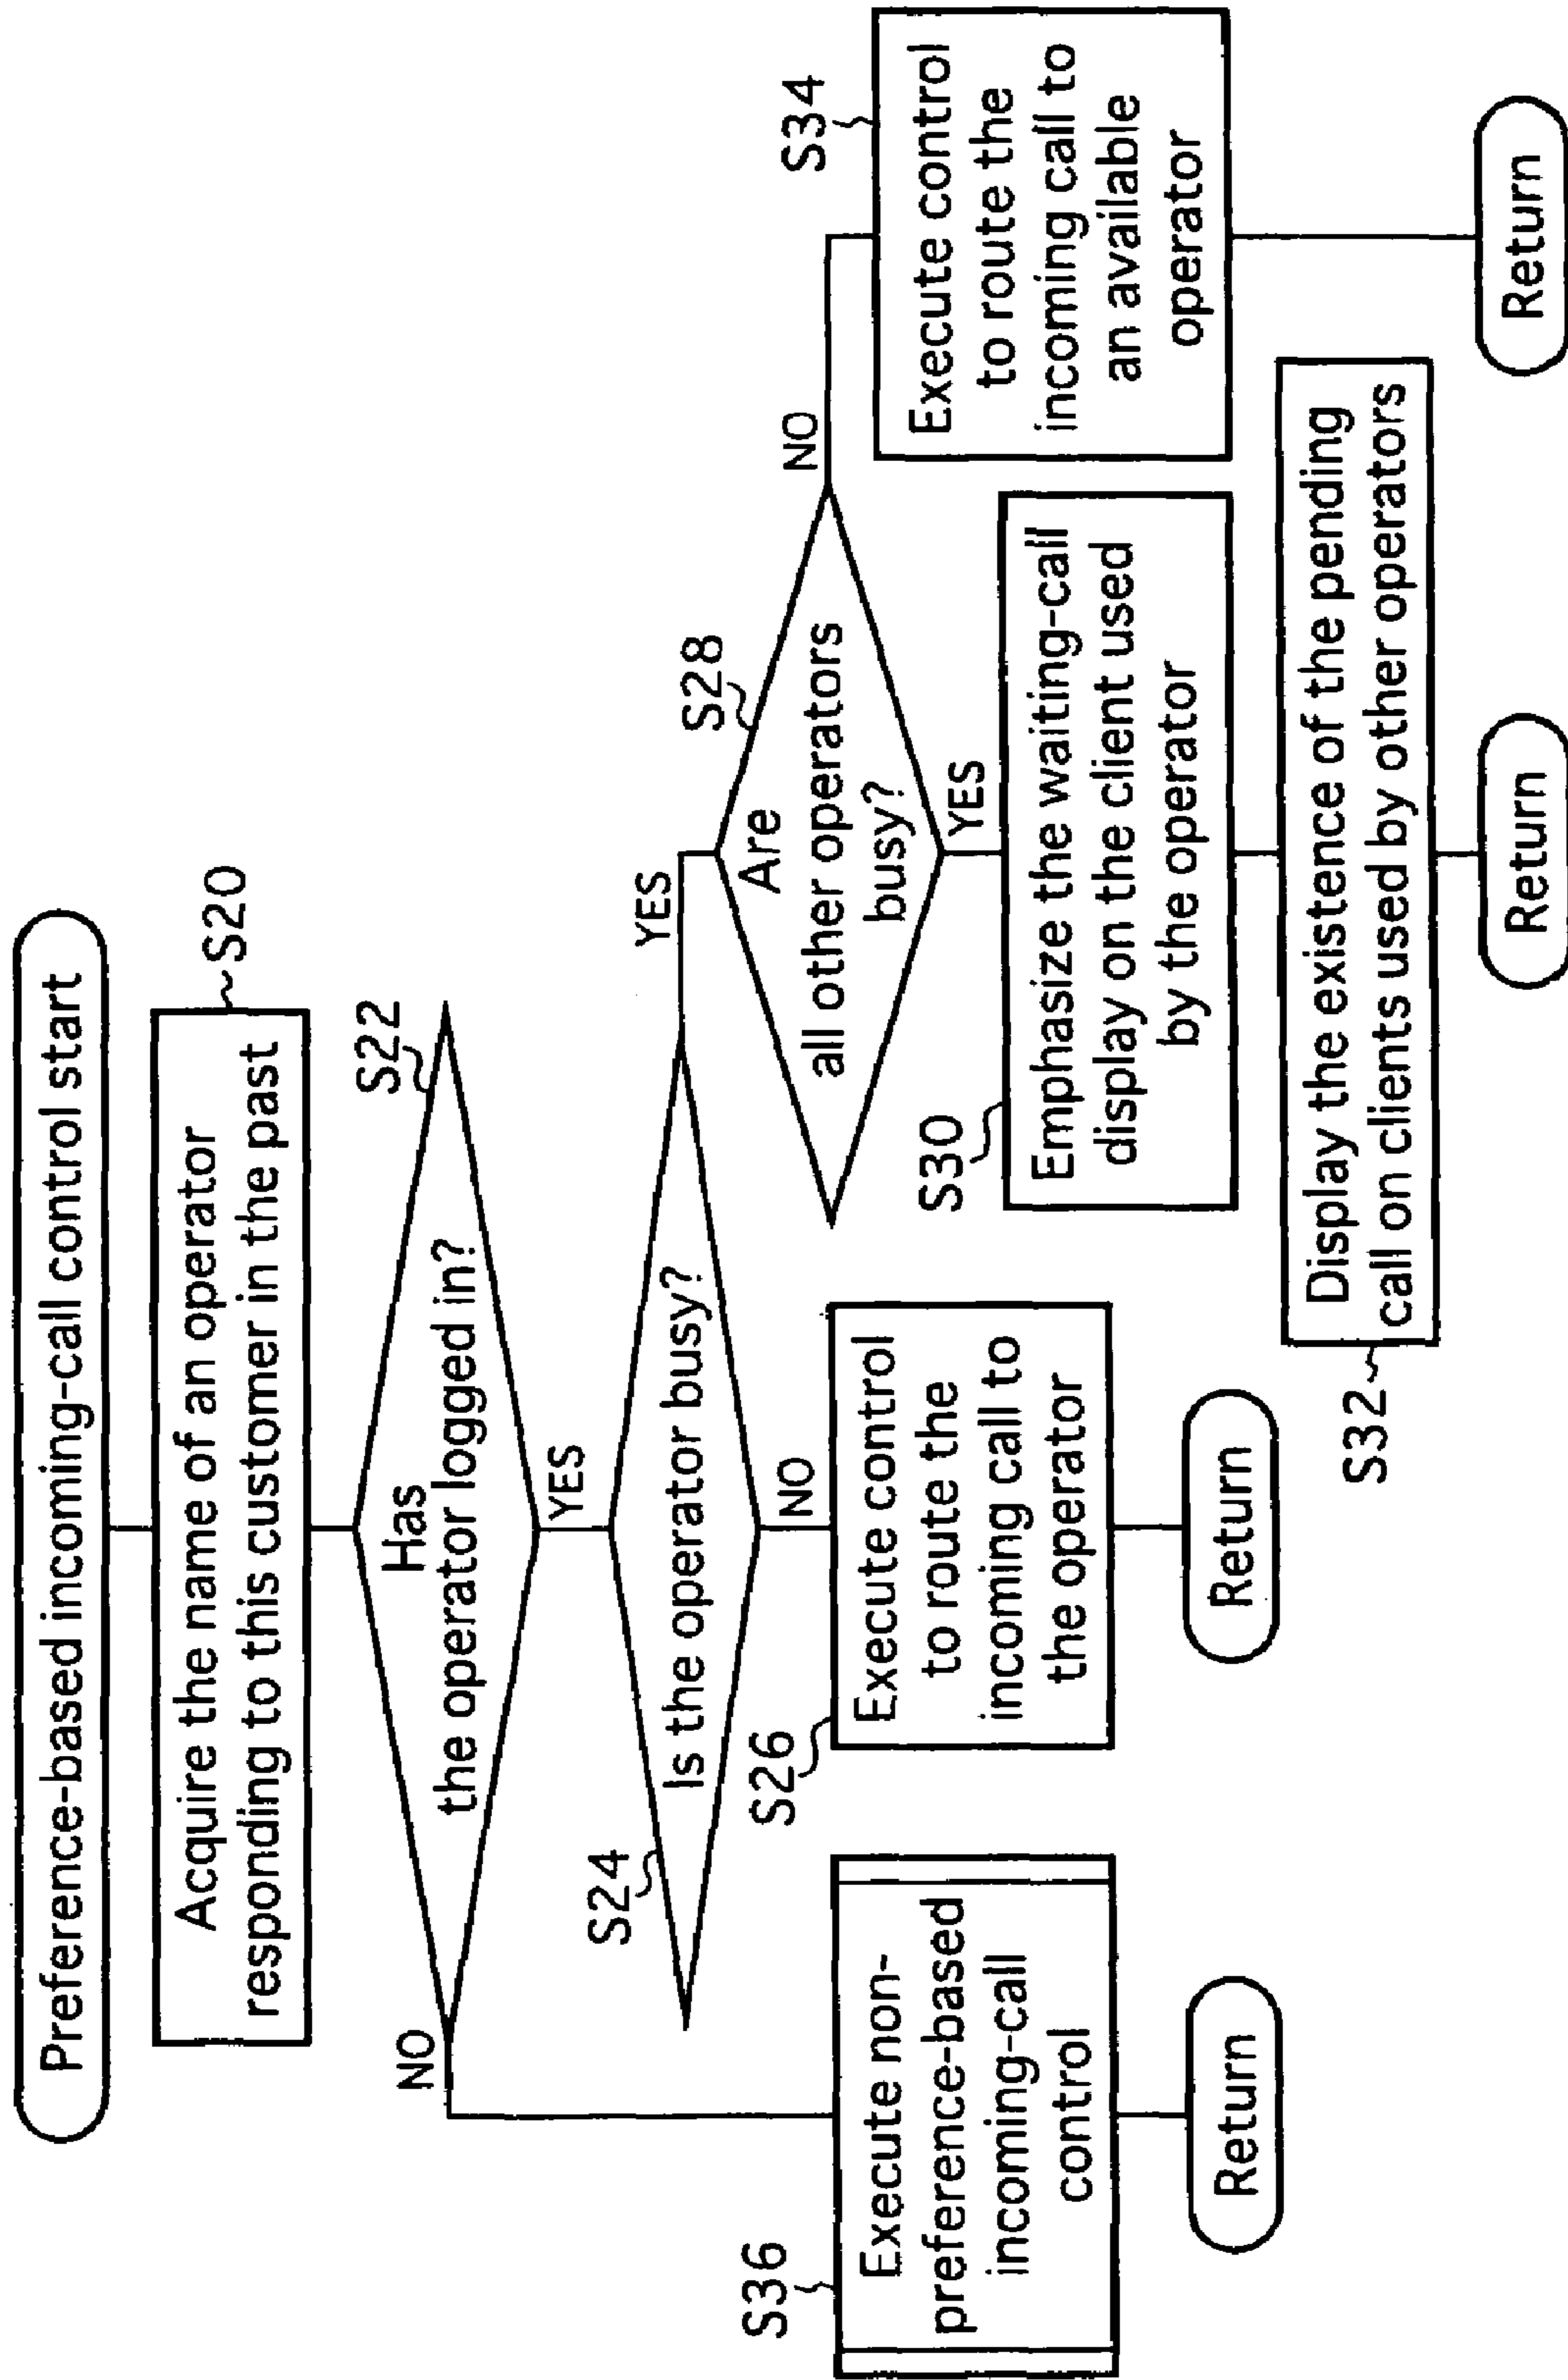 Preference-based incoming-call control start
Acquire the name of an operator
responding to this customer in the past
S20
Has
the operator logged in?
S22
NO
YES
S24
Is the operator busy?
YES
NO
S28
Are
all other operators
busy?
NO
YES
S36
Execute non-
preference-based
incoming-call
control
Return
S26
Execute control
to route the
incoming call to
the operator
Return
S30
Emphasize the waiting-call
display on the client used
by the operator
S32
Display the existence of the pending
call on clients used by other operators
Return
S34
Execute control
to route the
incoming call to
an available
operator
Return